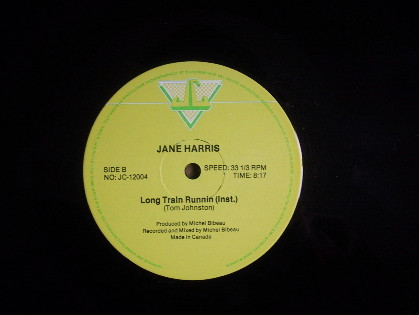 JANE HARRIS
SIDE B
NO: JC-12004
SPEED: 33 1/3 RPM
TIME: 8:17
Long Train Runnin (Inst.)
(Tom Johnston)
Produced by Michel Bibeau
Recorded and Mixed by Michel Bibeau
Made in Canada